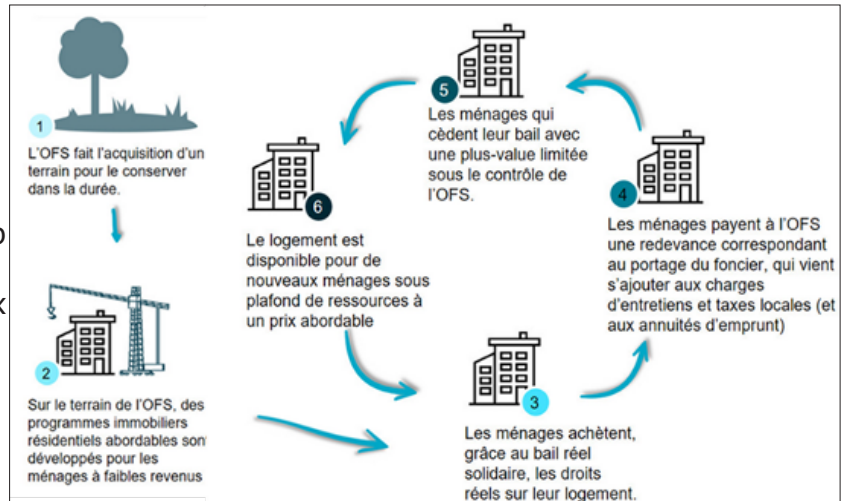 1
L'OFS fait l'acquisition d'un
terrain pour le conserver
dans la durée.
2
Sur le terrain de l'OFS, des
programmes immobiliers
résidentiels abordables son
développés pour les
ménages à faibles revenus
3
Les ménages achètent,
grâce au bail réel
solidaire, les droits
réels sur leur logement.
4
Les ménages payent à l'OFS
une redevance correspondant
au portage du foncier, qui vient
s'ajouter aux charges
d'entretiens et taxes locales (et
aux annuités d'emprunt)
5
Les ménages qui
cèdent leur bail avec
une plus-value limitée
sous le contrôle de
l'OFS.
6
Le logement est
disponible pour de
nouveaux ménages sous
plafond de ressources à
un prix abordable
x